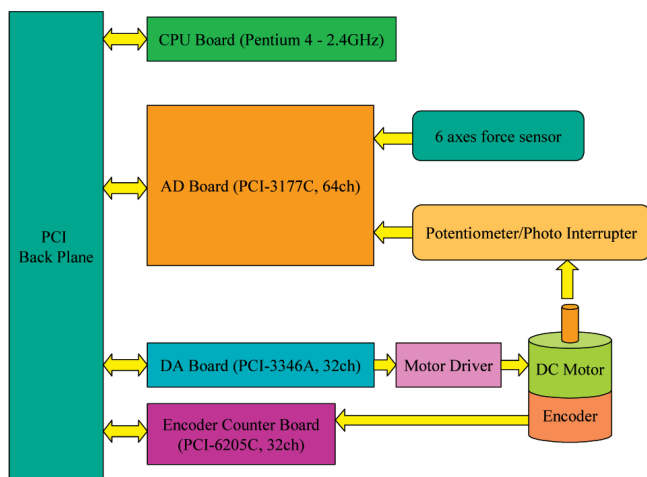 CPU Board (Pentium 4 - 2.4GHz)
6 axes force sensor
AD Board (PCI-3177C, 64ch)
PCI
Back Plane
Potentiometer/Photo Interrupter
DA Board (PCI-3346A, 32ch)
Motor Driver
DC Motor
Encoder
Encoder Counter Board
(PCI-6205C, 32ch)